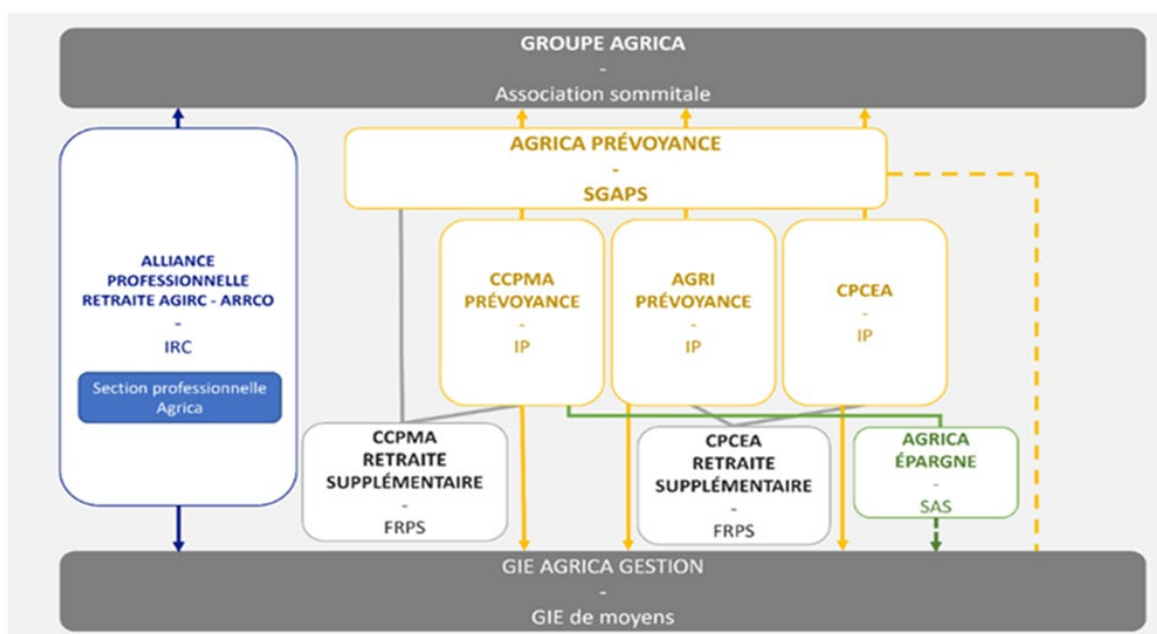 GROUPE AGRICA
-
Association sommitale
AGRICA PRÉVOYANCE
-
SGAPS
ALLIANCE
PROFESSIONNELLE
RETRAITE AGIRC - ARRCO
-
IRC
Section professionnelle
Agrica
CCPMA
PRÉVOYANCE
-
IP
AGRI
PRÉVOYANCE
-
IP
CPCEA
-
IP
CCPMA
RETRAITE
SUPPLÉMENTAIRE
-
FRPS
CPCEA
RETRAITE
SUPPLÉMENTAIRE
-
FRPS
AGRICA
ÉPARGNE
-
SAS
GIE AGRICA GESTION
-
GIE de moyens